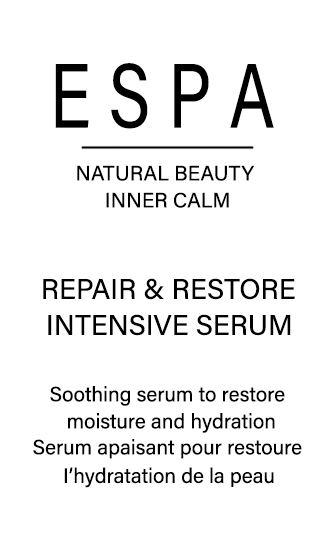 ESPA
NATURAL BEAUTY
INNER CALM
REPAIR & RESTORE
INTENSIVE SERUM
Soothing serum to restore
moisture and hydration
Serum apaisant pour restoure
l'hydratation de la peau